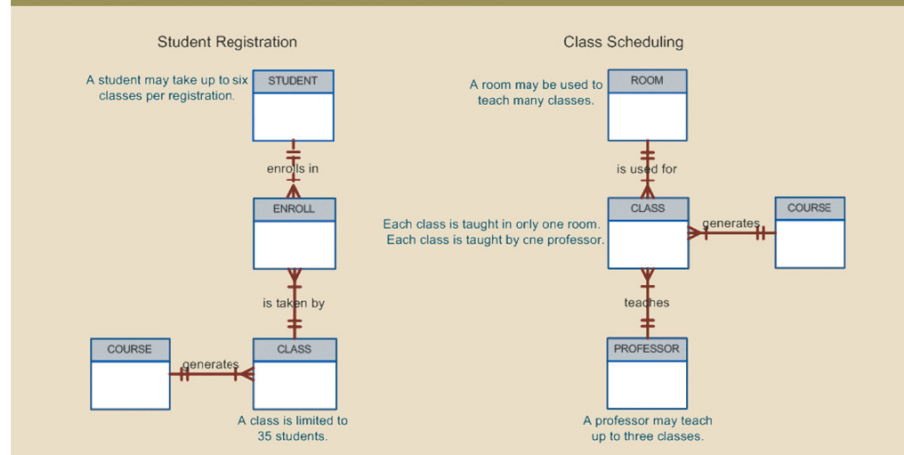 Student Registration
A student may take up to six
classes per registration.
STUDENT
enrolls in
ENROLL
is taken by
COURSE
generates
CLASS
A class is limited to
35 students.
Class Scheduling
A room may be used to
teach many classes.
ROOM
is used for
Each class is taught in only one room.
Each class is taught by cne professor.
CLASS
generates
COURSE
teaches
PROFESSOR
A professor may teach
up to three classes.